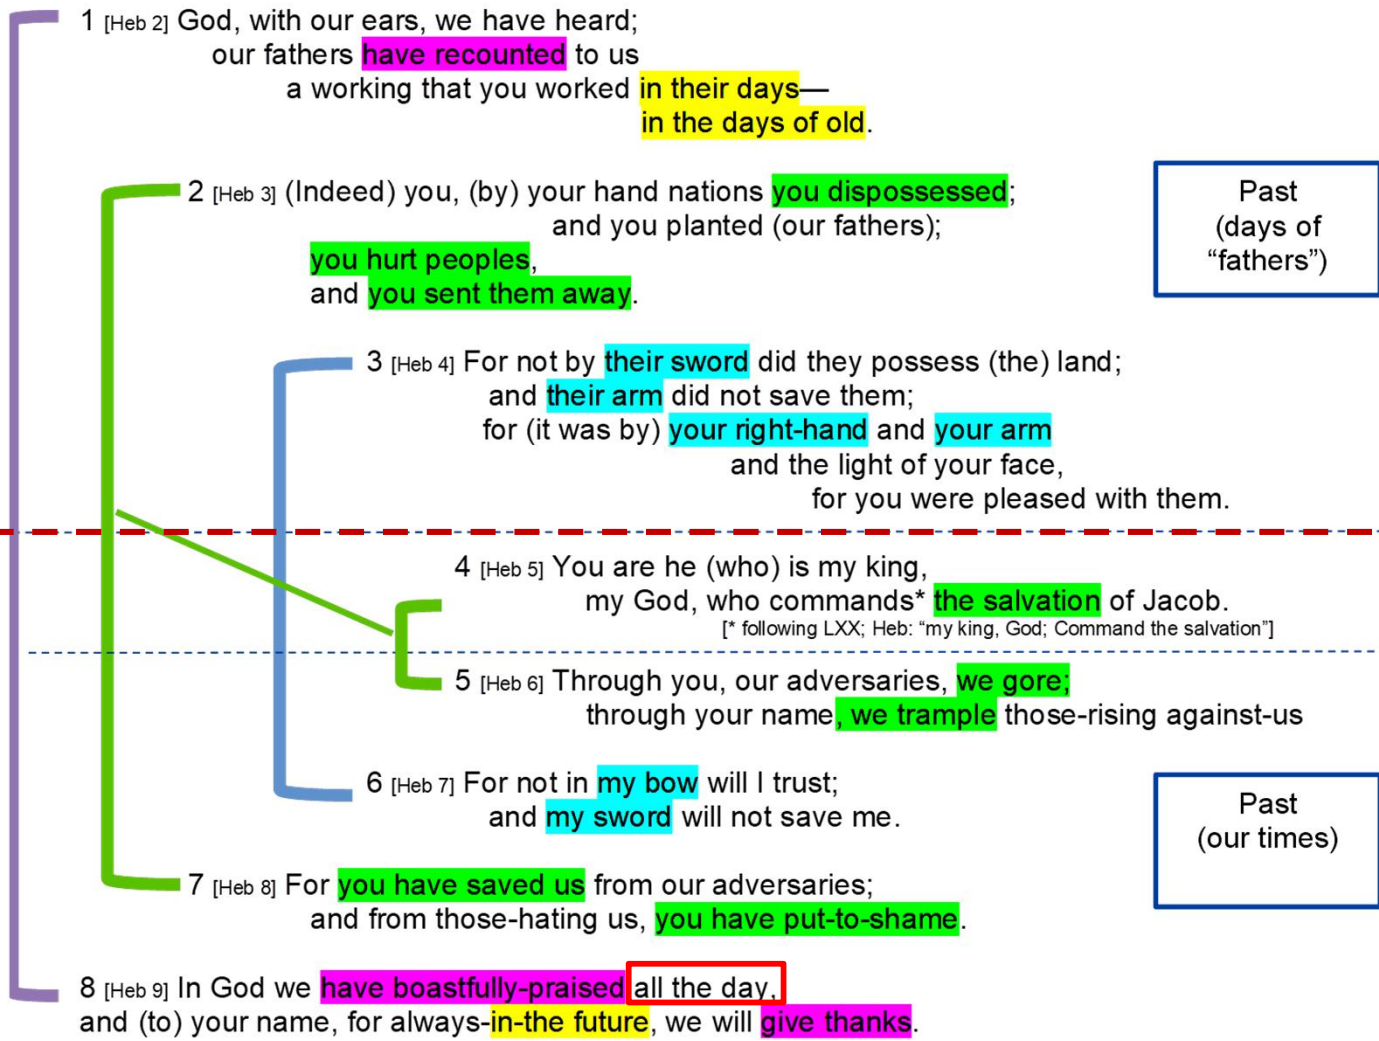 1 [Heb 2] God, with our ears, we have heard;
our fathers have recounted to us
a working that you worked in their days—
in the days of old.
2 [Heb 3] (Indeed) you, (by) your hand nations you dispossessed;
and you planted (our fathers);
you hurt peoples,
and you sent them away.
Past
(days of
“fathers”)
3 [Heb 4] For not by their sword did they possess (the) land;
and their arm did not save them;
for (it was by) your right-hand and your arm
and the light of your face,
for you were pleased with them.
4 [Heb 5] You are he (who) is my king,
my God, who commands* the salvation of Jacob.
[* following LXX; Heb: “my king, God; Command the salvation”]
5 [Heb 6] Through you, our adversaries, we gore;
through your name, we trample those-rising against-us
6 [Heb 7] For not in my bow will I trust;
and my sword will not save me.
Past
(our times)
7 [Heb 8] For you have saved us from our adversaries;
and from those-hating us, you have put-to-shame.
8 [Heb 9] In God we have boastfully-praised all the day,
and (to) your name, for always-in-the future, we will give thanks.